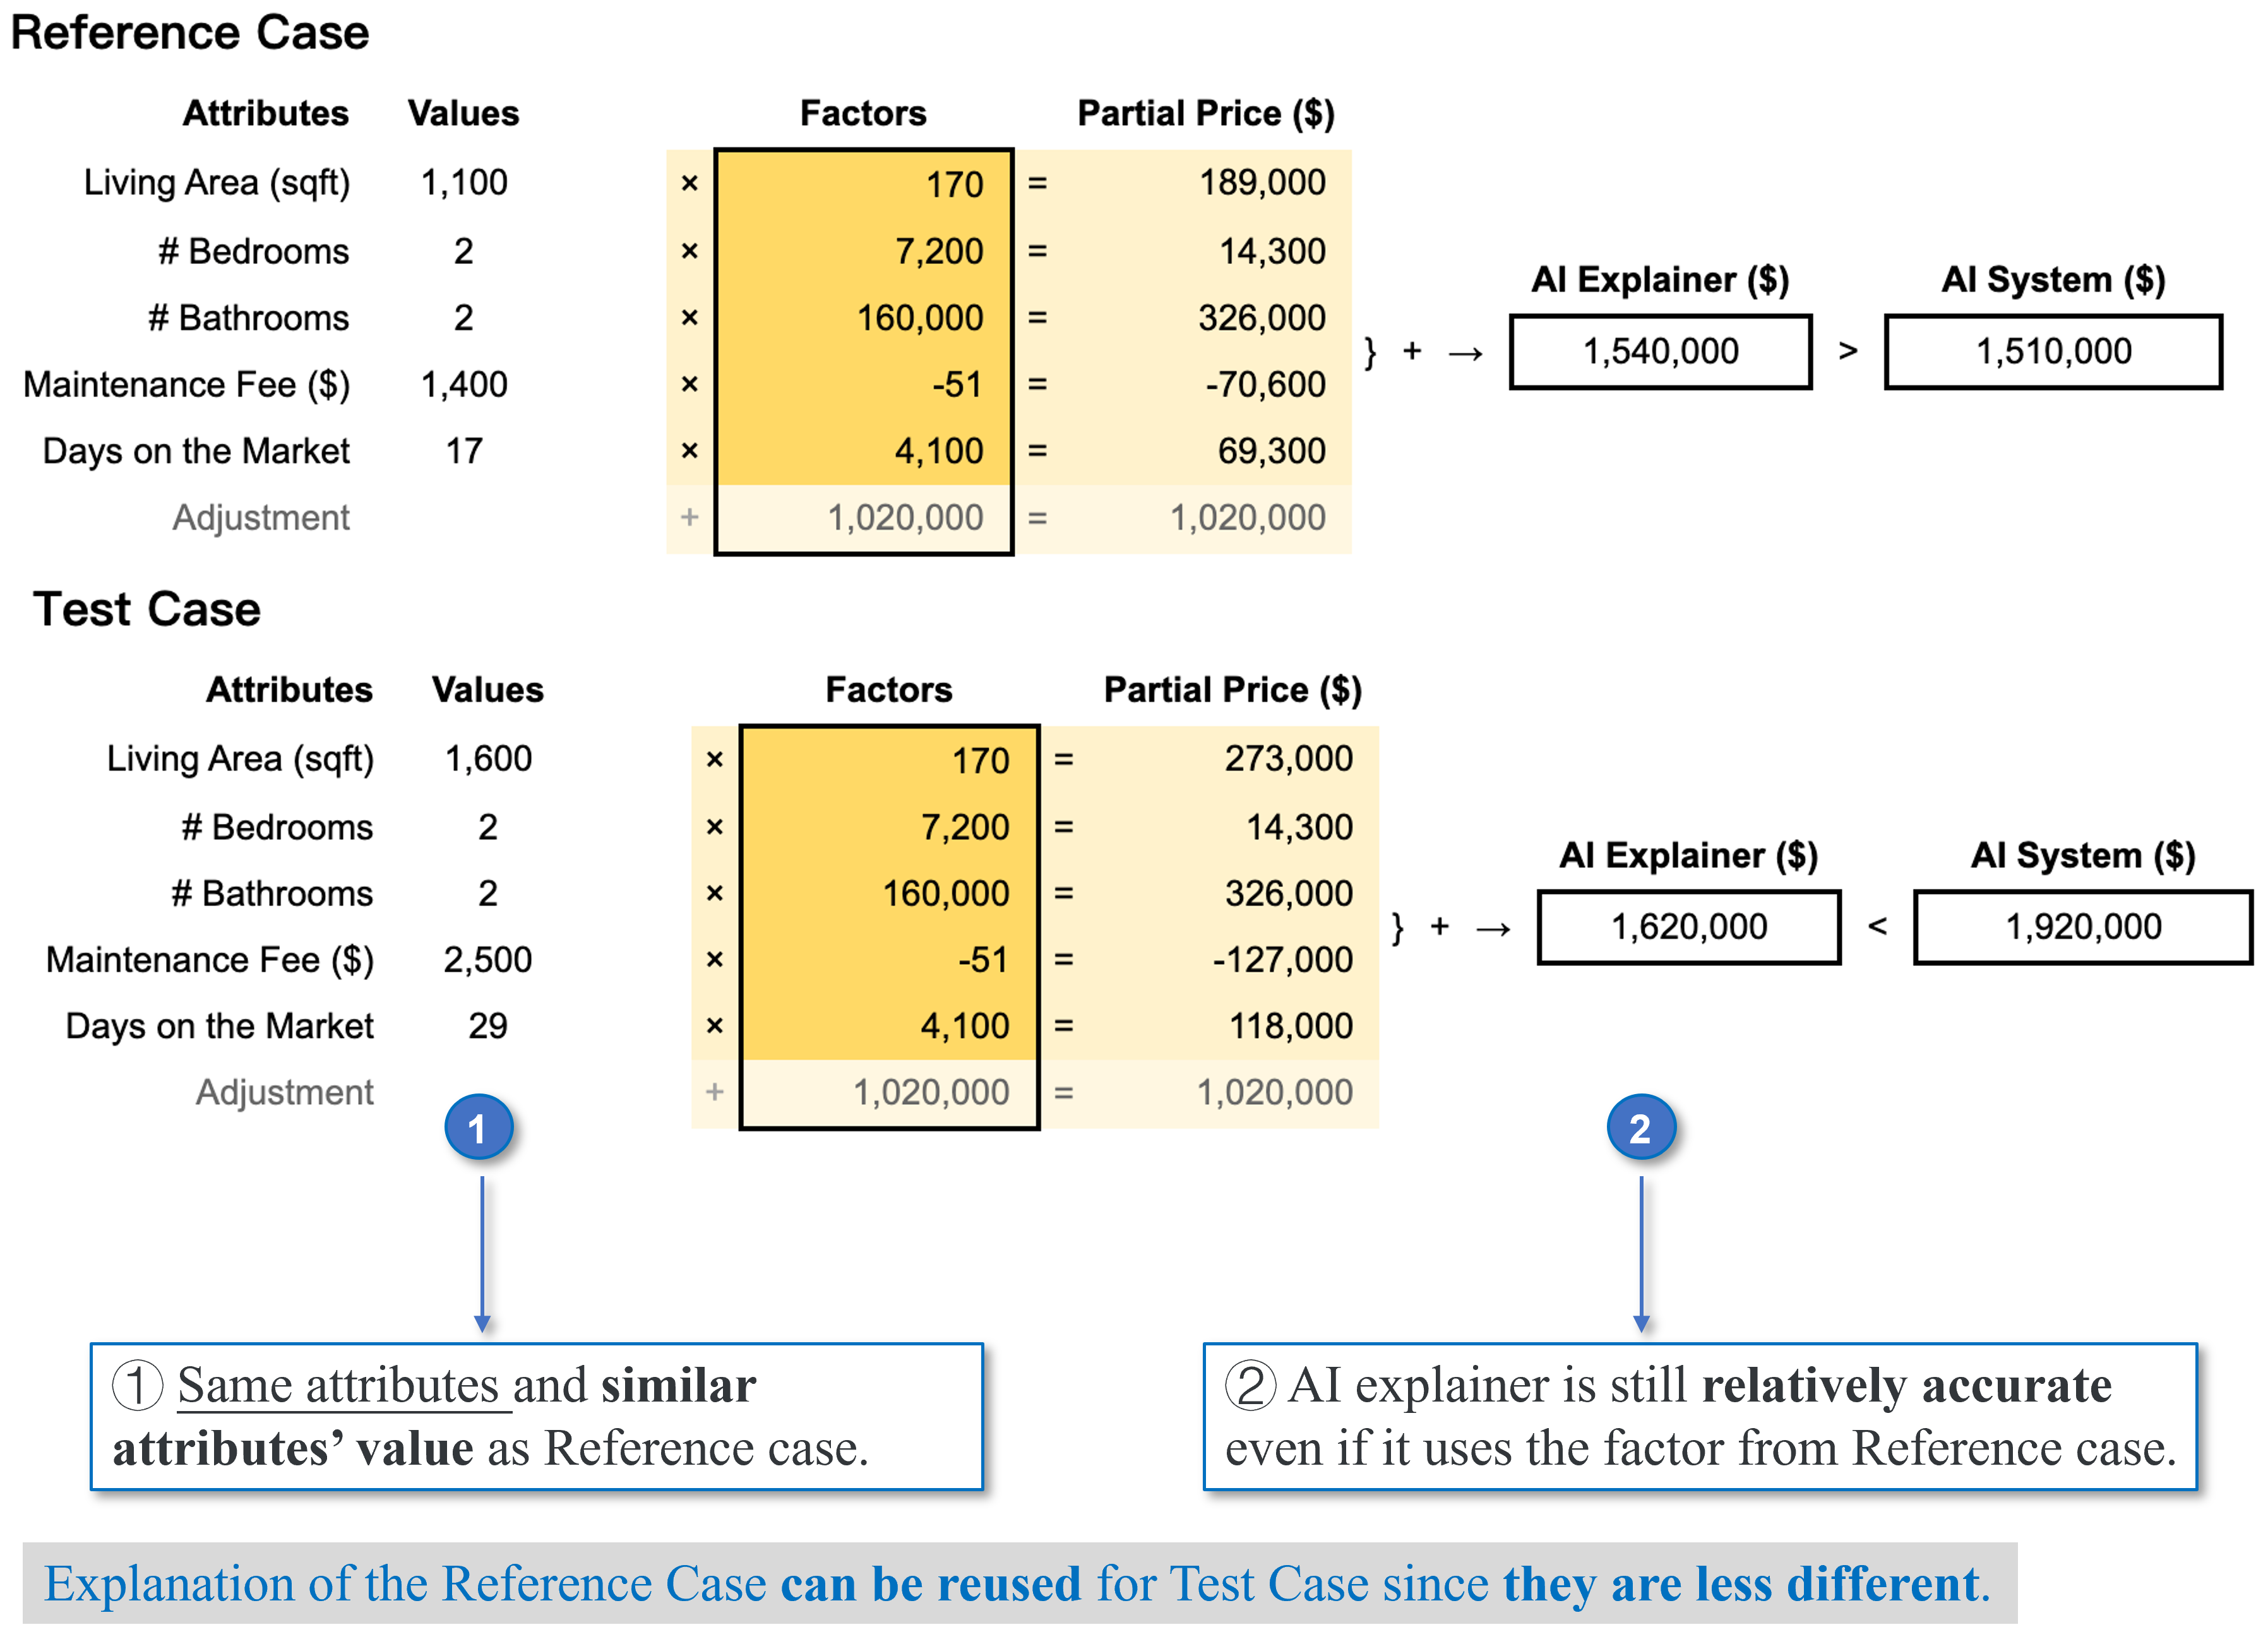 Reference Case
Attributes Values Factors Partial Price ($)
Living Area (sqft) 1,100 × 170 = 189,000
# Bedrooms 2 × 7,200 = 14,300
# Bathrooms 2 × 160,000 = 326,000
Maintenance Fee ($) 1,400 × -51 = -70,600
Days on the Market 17 × 4,100 = 69,300
Adjustment + 1,020,000 = 1,020,000
AI Explainer ($) AI System ($)
} + → 1,540,000 > 1,510,000
Test Case
Attributes Values Factors Partial Price ($)
Living Area (sqft) 1,600 × 170 = 273,000
# Bedrooms 2 × 7,200 = 14,300
# Bathrooms 2 × 160,000 = 326,000
Maintenance Fee ($) 2,500 × -51 = -127,000
Days on the Market 29 × 4,100 = 118,000
Adjustment + 1,020,000 = 1,020,000
AI Explainer ($) AI System ($)
} + → 1,620,000 < 1,920,000
1
2
① Same attributes and similar
attributes’ value as Reference case.
② AI explainer is still relatively accurate
even if it uses the factor from Reference case.
Explanation of the Reference Case can be reused for Test Case since they are less different.